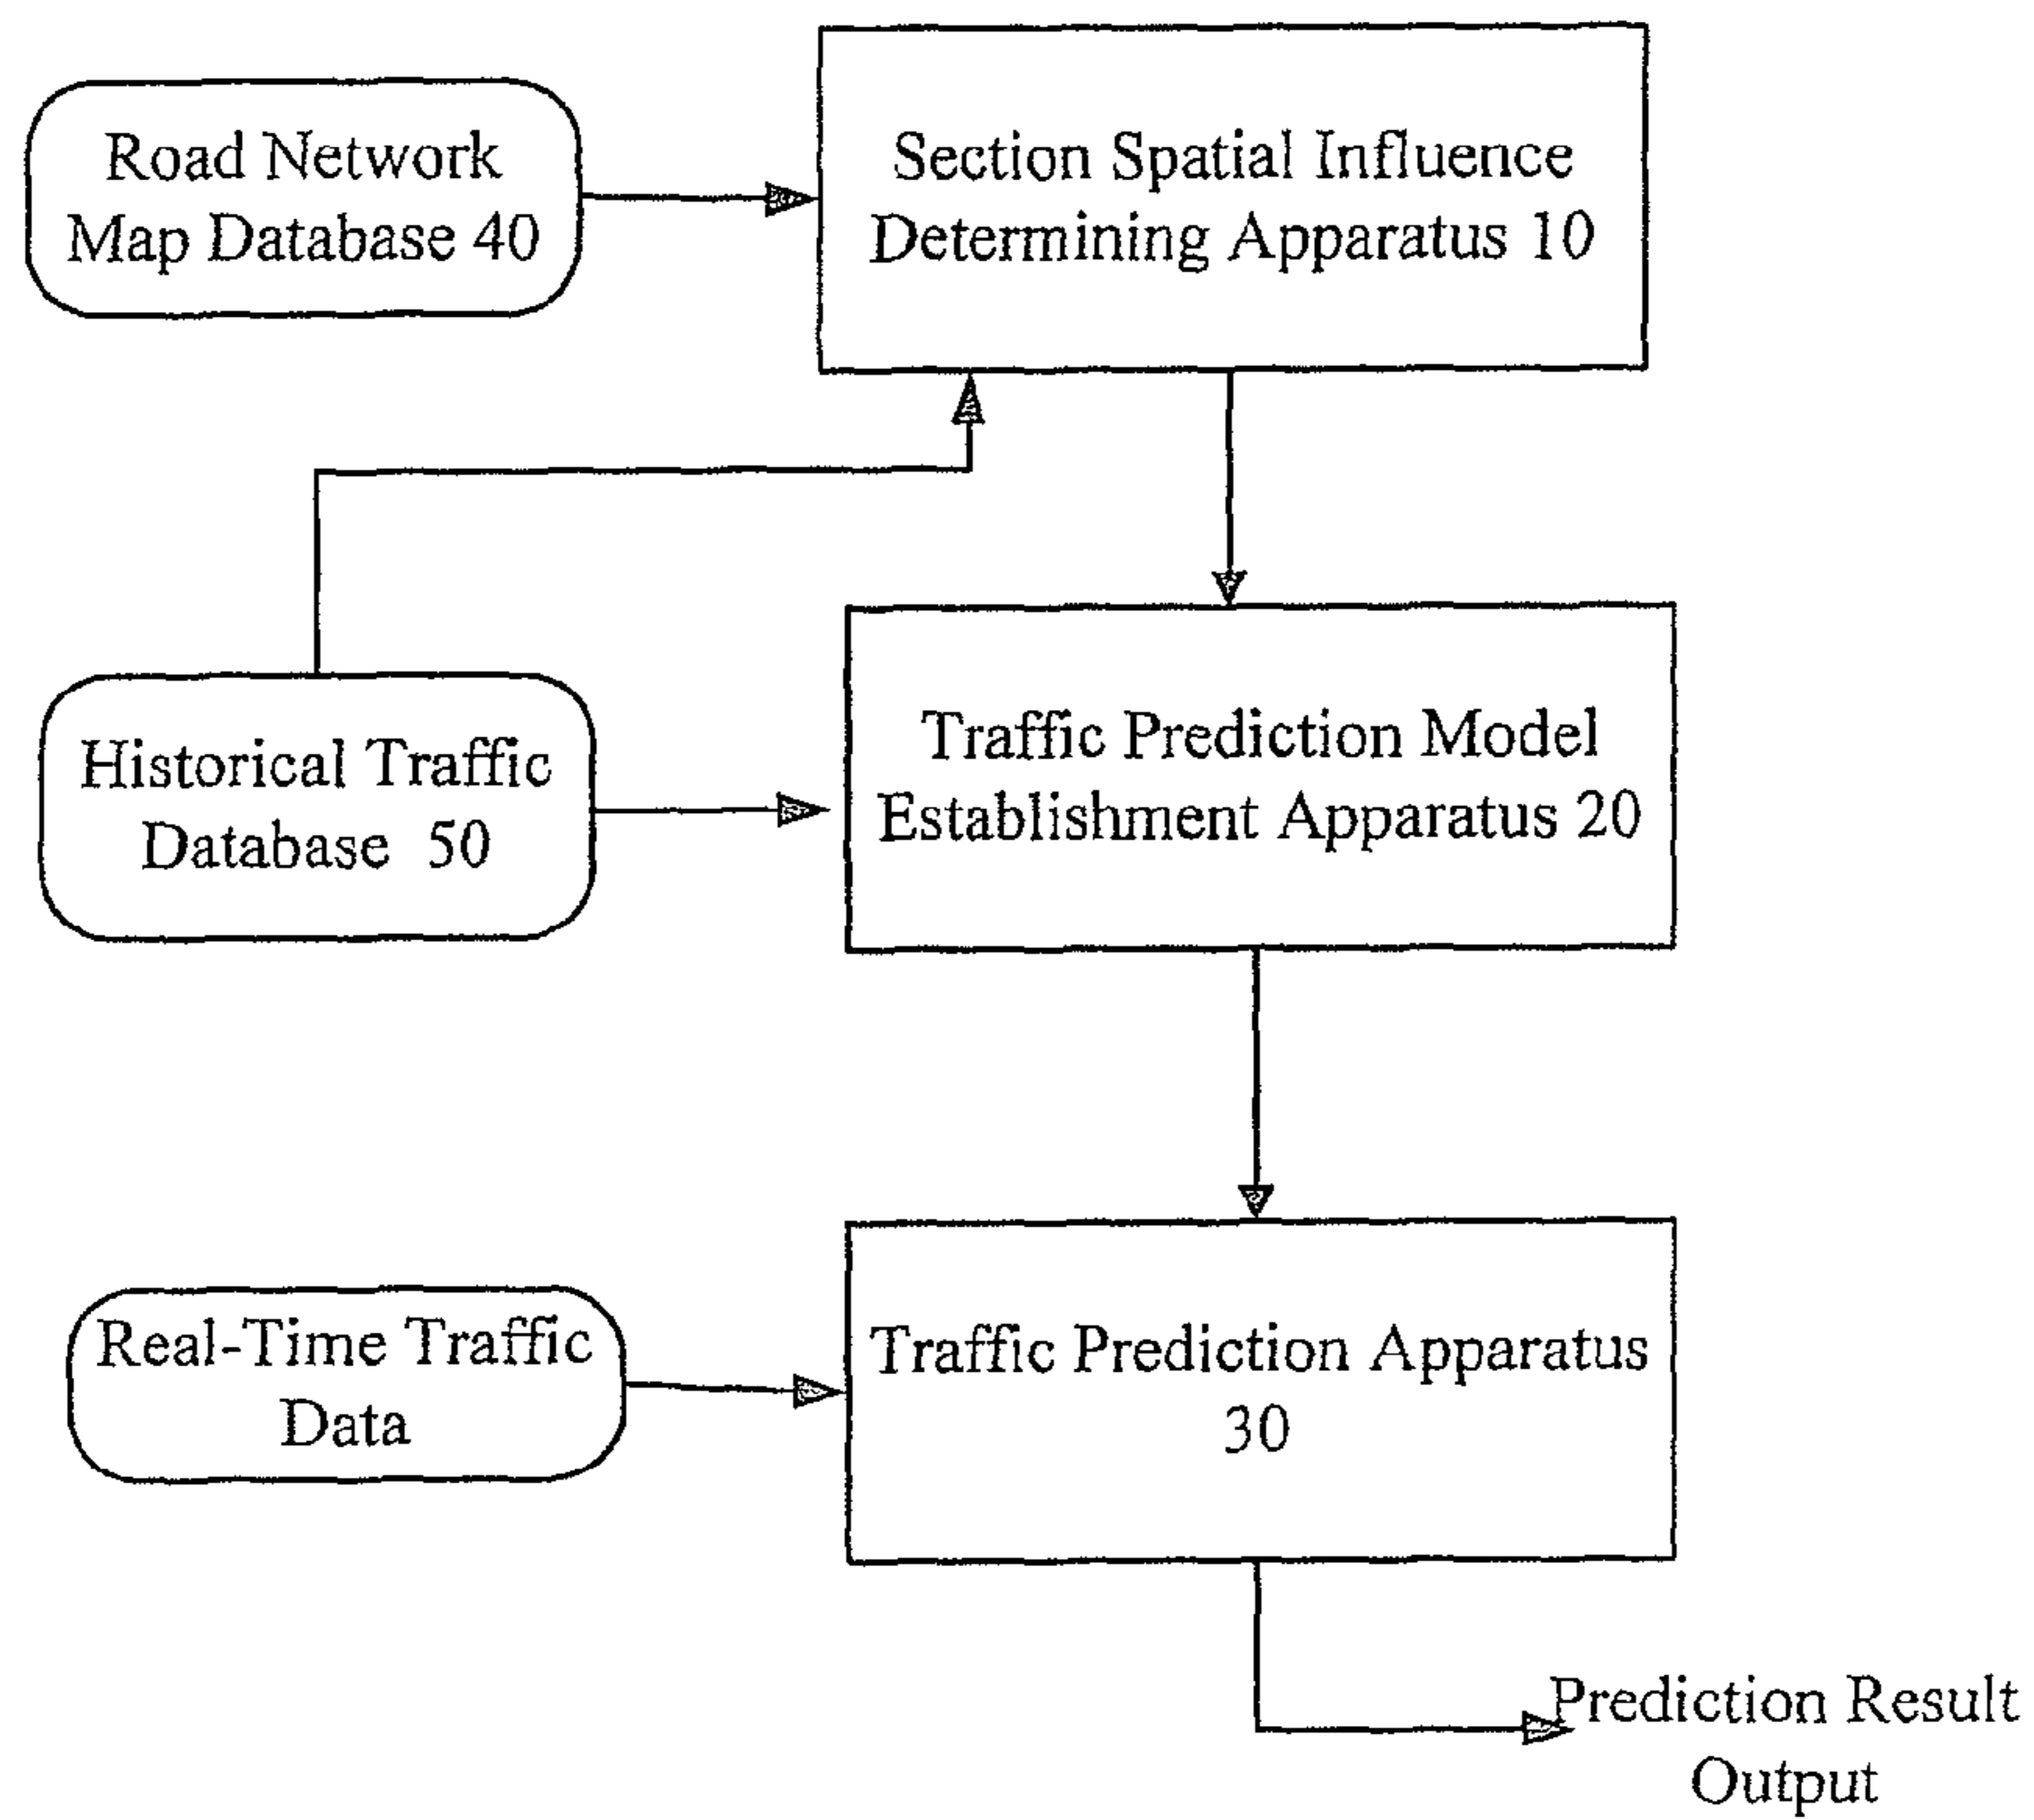 Road Network
Map Database 40
Section Spatial Influence
Determining Apparatus 10
Historical Traffic
Database 50
Traffic Prediction Model
Establishment Apparatus 20
Real-Time Traffic
Data
Traffic Prediction Apparatus
30
Prediction Result
Output